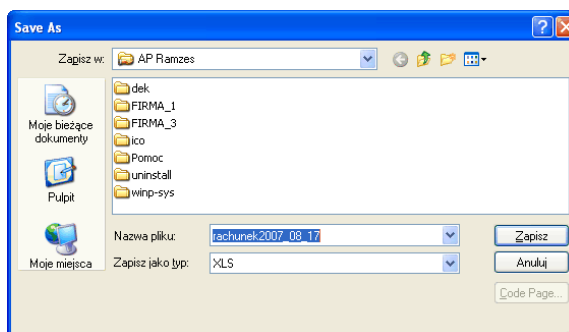 Save As
Zapisz w:
AP Ramzes
dek
FIRMA_1
FIRMA_3
ico
Pomoc
uninstall
winp-sys
Moje bieżące
dokumenty
Pulpit
Moje miejsca
Nazwa pliku:
rachunek2007_08_17
Zapisz
Zapisz jako typ:
XLS
Anuluj
Code Page...